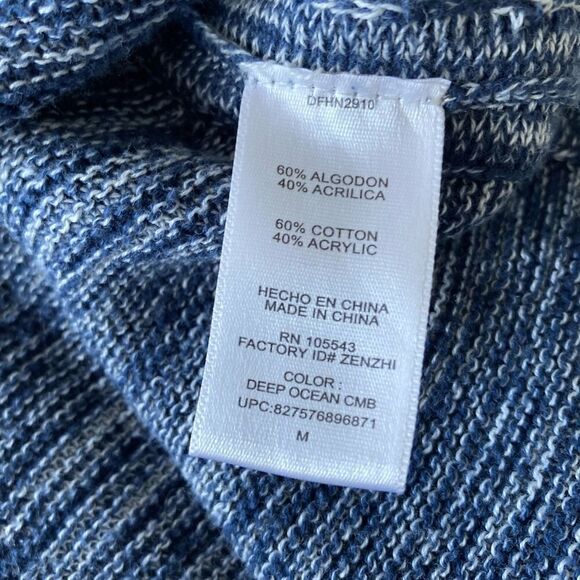 DFHN2910
60% ALGODON
40% ACRILICA
60% COTTON
40% ACRYLIC
HECHO EN CHINA
MADE IN CHINA
RN 105543
FACTORY ID# ZENZHI
COLOR :
DEEP OCEAN CMB
UPC:827576896871
M